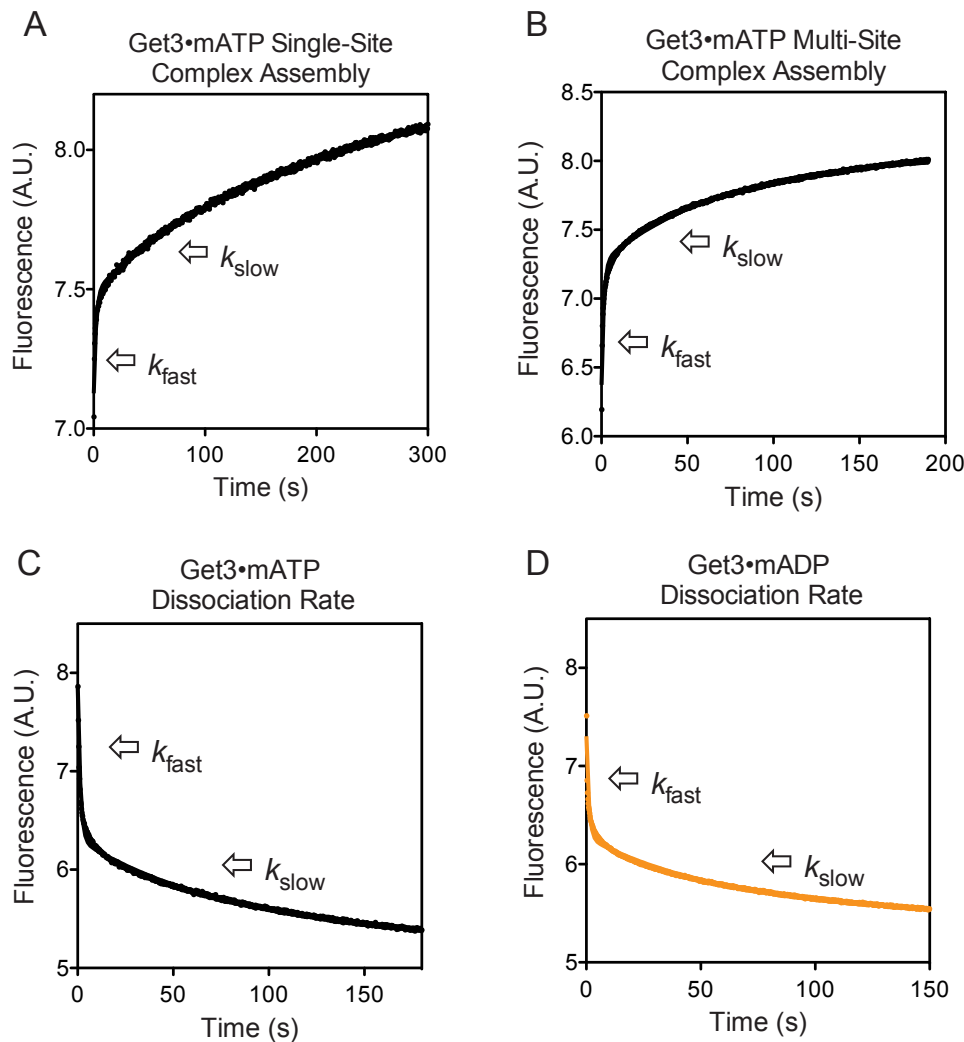 A
Get3•mATP Single-Site
Complex Assembly
Fluorescence (A.U.)
8.0
7.5
7.0
kslow
kfast
0
100
200
300
Time (s)
B
Get3•mATP Multi-Site
Complex Assembly
Fluorescence (A.U.)
8.5
8.0
7.5
7.0
6.5
6.0
kslow
kfast
0
50
100
150
200
Time (s)
C
Get3•mATP
Dissociation Rate
Fluorescence (A.U.)
8
7
6
5
kfast
kslow
0
50
100
150
Time (s)
D
Get3•mADP
Dissociation Rate
Fluorescence (A.U.)
8
7
6
5
kfast
kslow
0
50
100
150
Time (s)